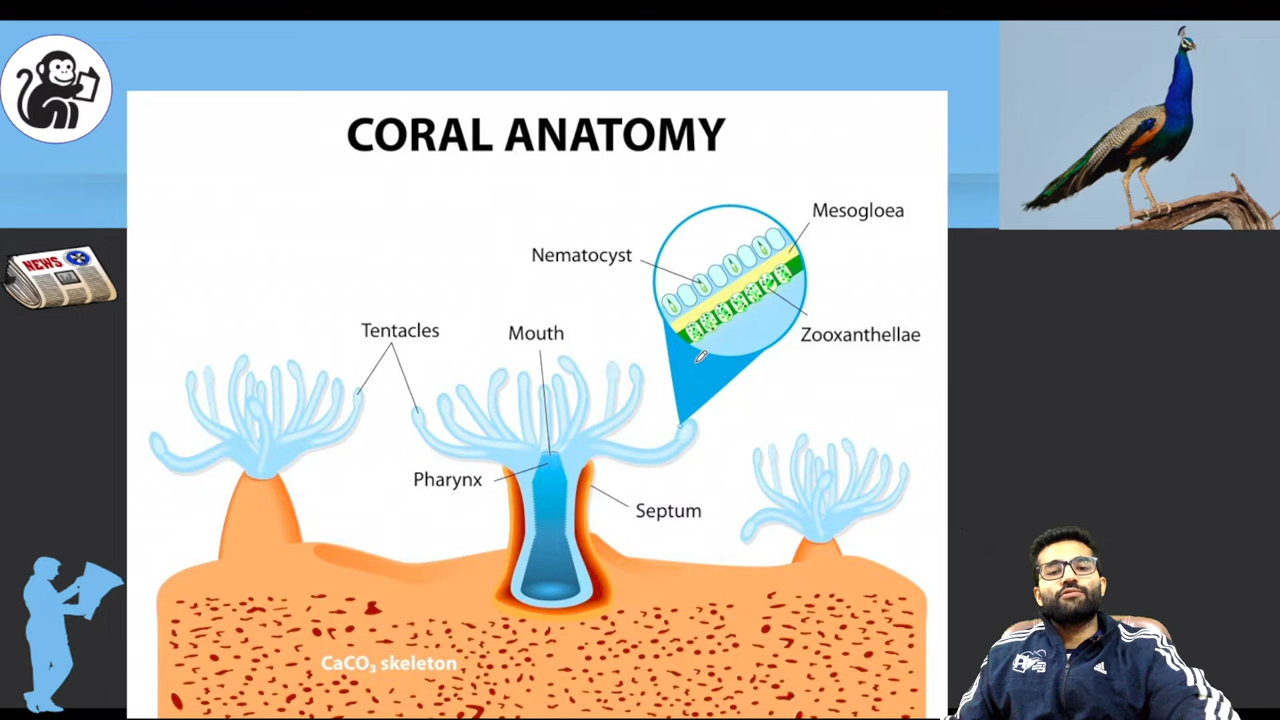 CORAL ANATOMY
Mesogloea
Nematocyst
Zooxanthellae
Tentacles
Mouth
Pharynx
Septum
CaCO₃ skeleton
NEWS